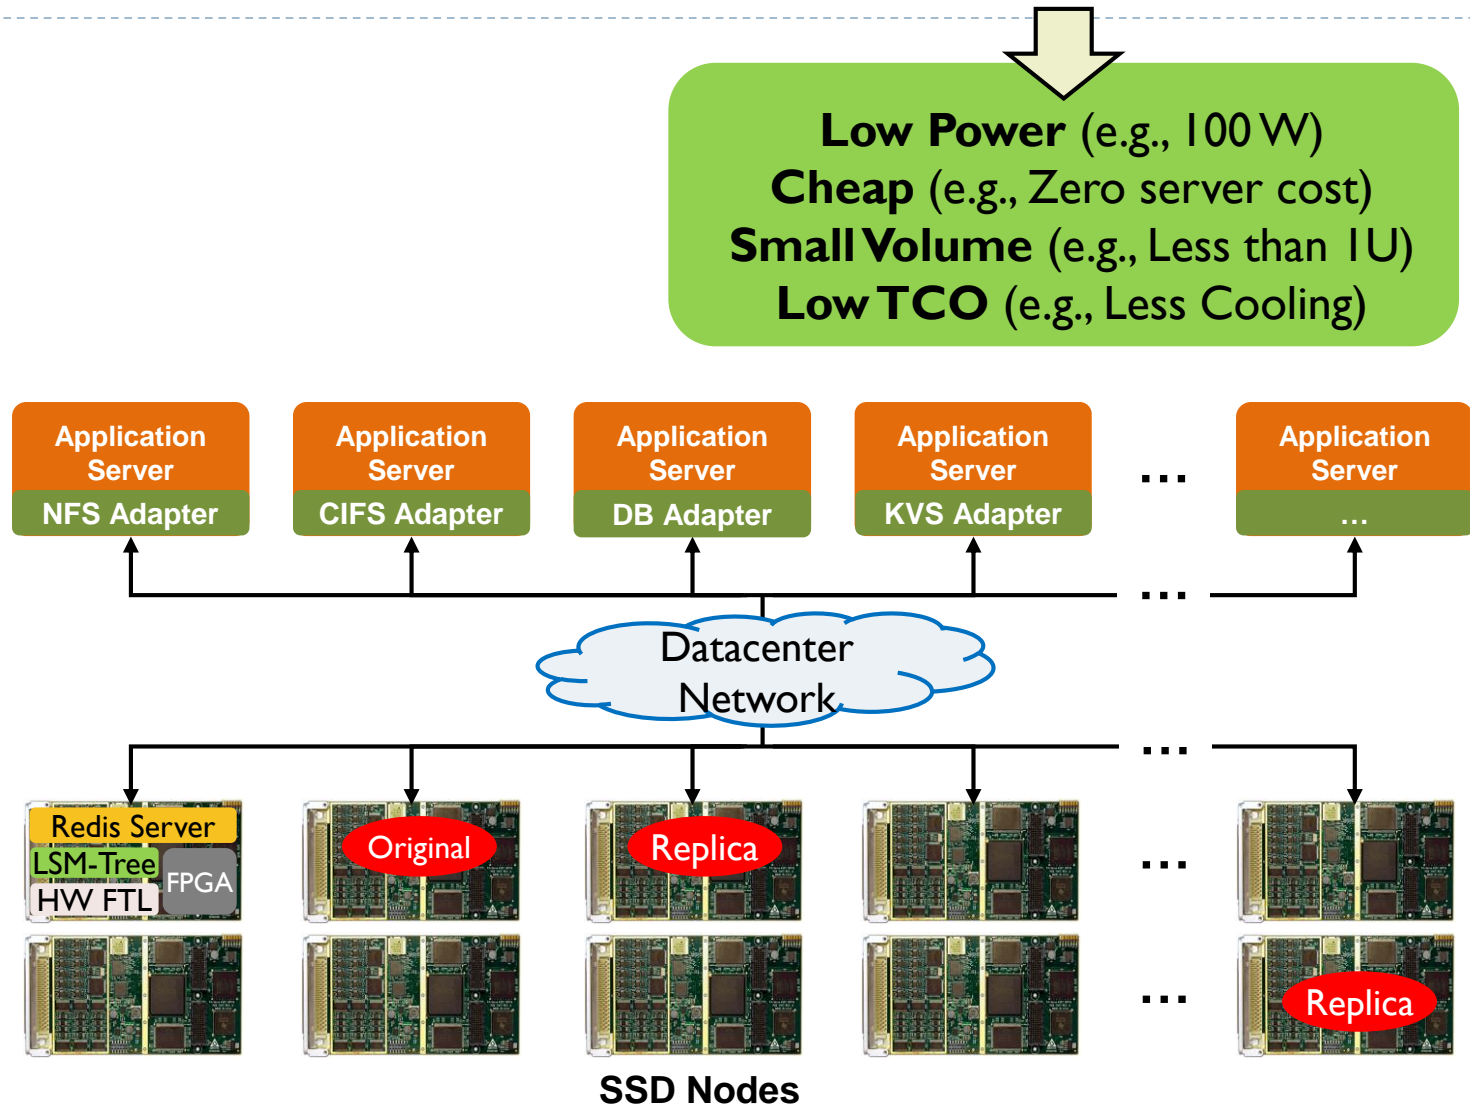 Low Power (e.g., 100 W)
Cheap (e.g., Zero server cost)
Small Volume (e.g., Less than 1U)
Low TCO (e.g., Less Cooling)
Application
Server
NFS Adapter
Application
Server
CIFS Adapter
Application
Server
DB Adapter
Application
Server
KVS Adapter
...
Application
Server
...
...
Datacenter
Network
...
Redis Server
LSM-Tree
HW FTL
FPGA
Original
Replica
...
...
Replica
SSD Nodes